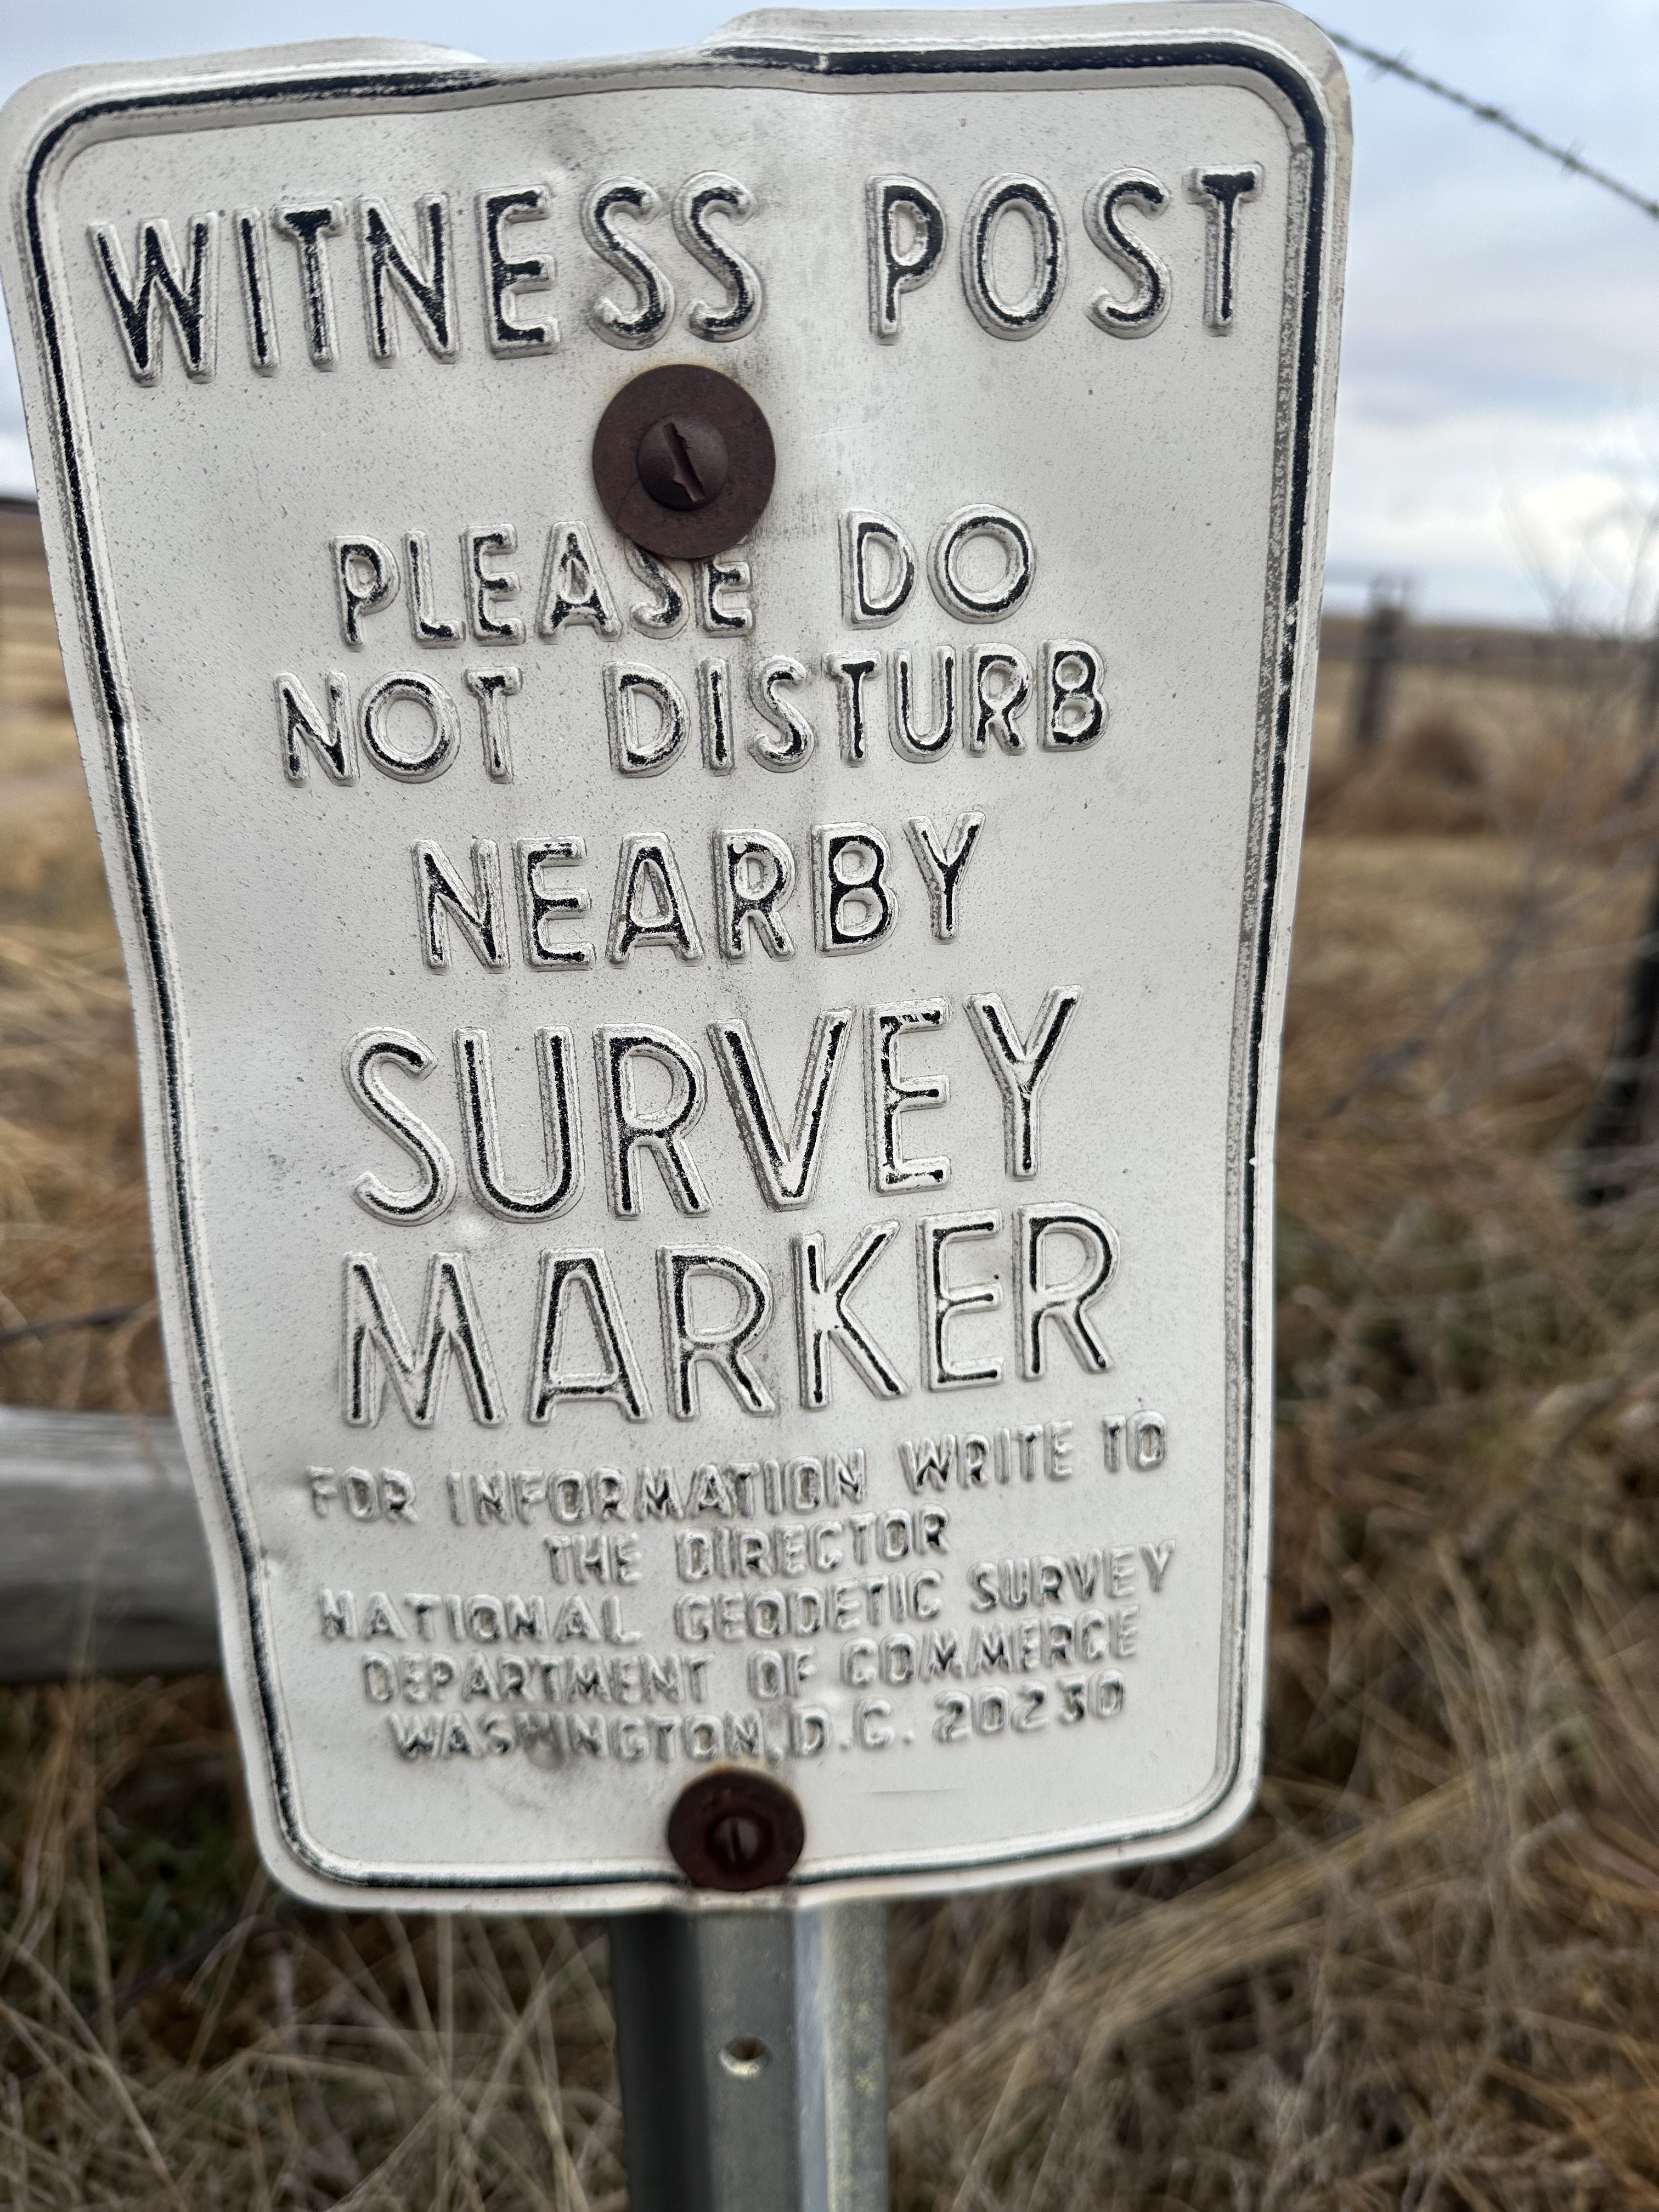 WITNESS POST
PLEASE DO
NOT DISTURB
NEARBY
SURVEY
MARKER
FOR INFORMATION WRITE TO
THE DIRECTOR
NATIONAL GEODETIC SURVEY
DEPARTMENT OF COMMERCE
WASHINGTON, D.C. 20230